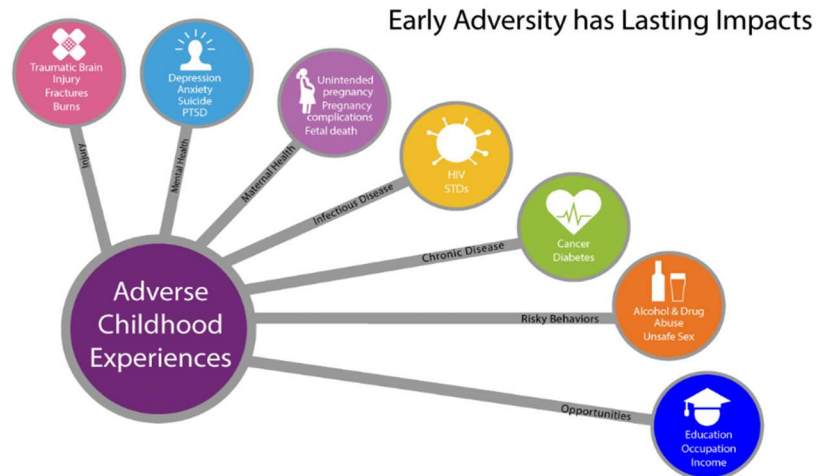 Early Adversity has Lasting Impacts
Traumatic Brain
Injury
Fractures
Burns
Injury
Depression
Anxiety
Suicide
PTSD
Mental Health
Unintended
pregnancy
Pregnancy
complications
Fetal death
Maternal Health
HIV
STDs
Infectious Disease
Cancer
Diabetes
Chronic Disease
Alcohol & Drug
Abuse
Unsafe Sex
Risky Behaviors
Education
Occupation
Income
Opportunities
Adverse
Childhood
Experiences